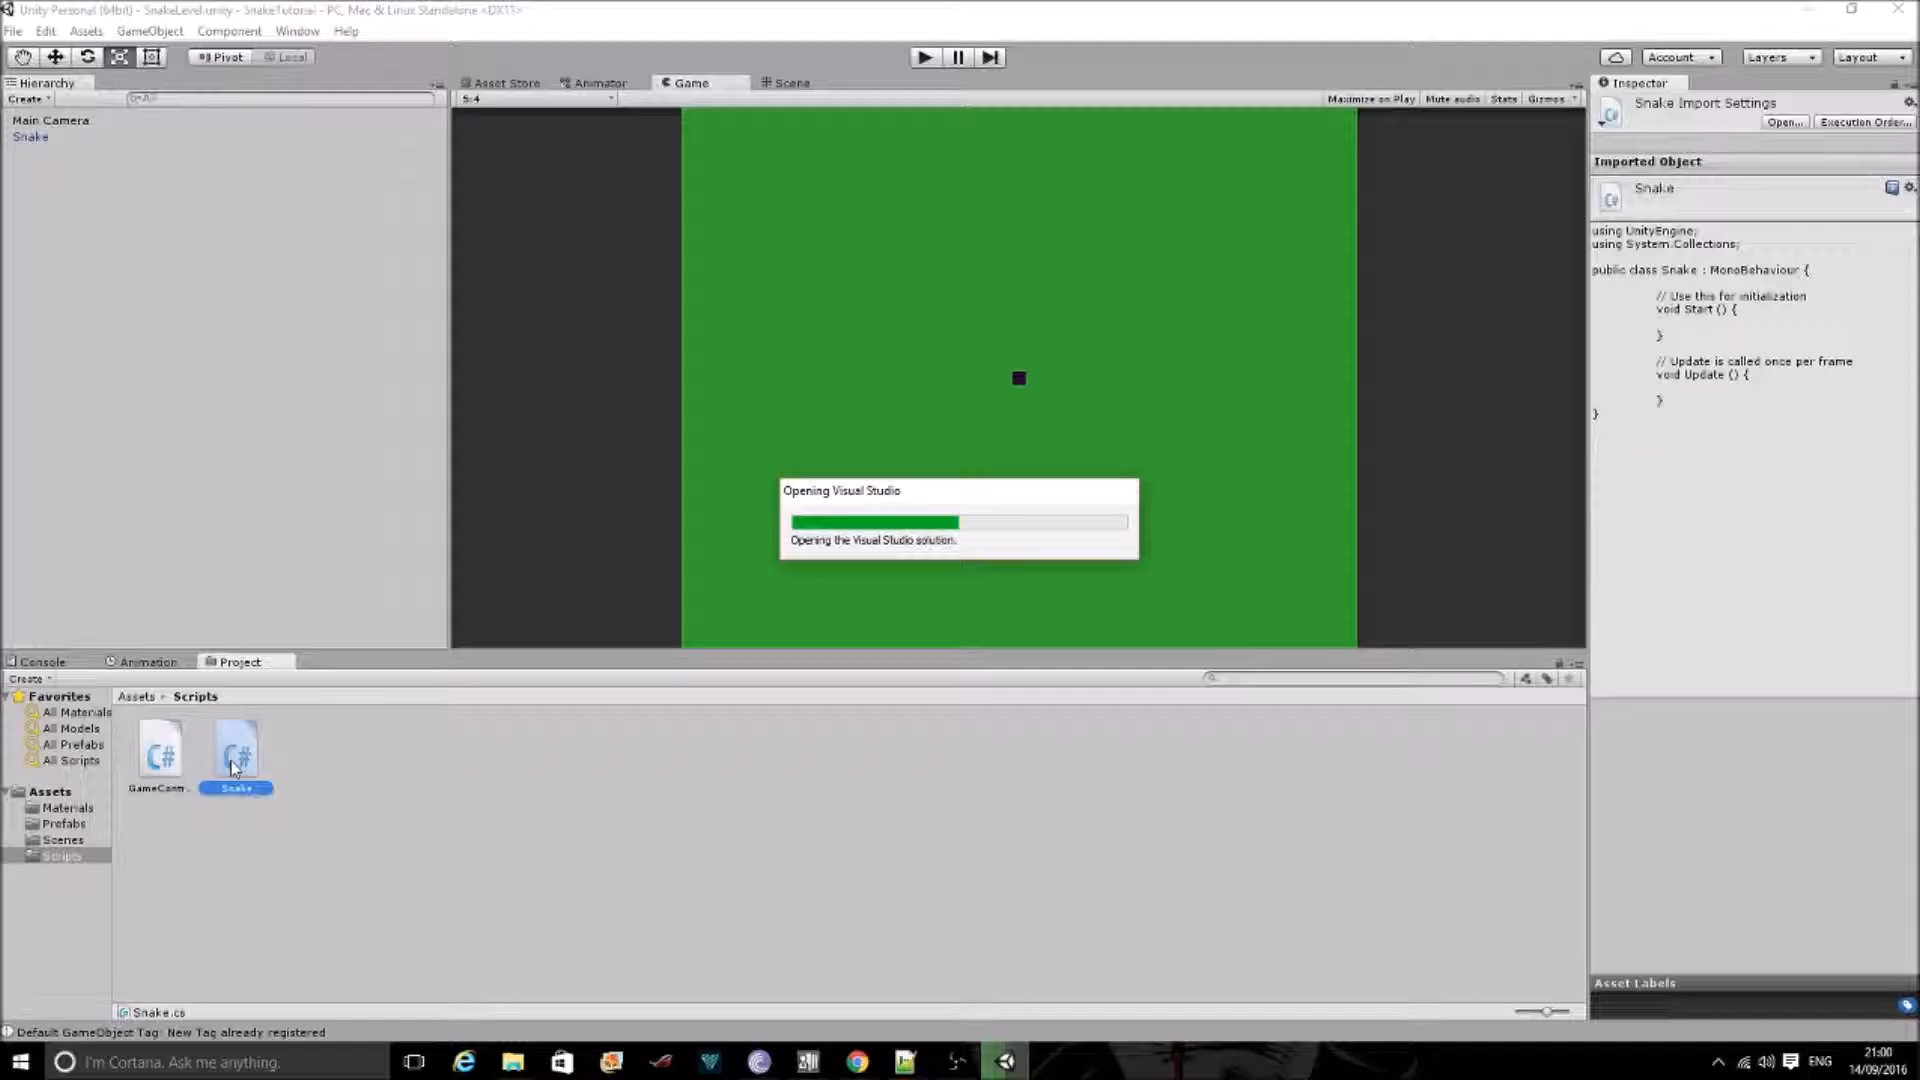 Unity Personal (64bit) - SnakeLevel.unity - SnakeTutorial - PC, Mac & Linux Standalone <DX11>
File Edit Assets GameObject Component Window Help
Pivot Local
Account Layers Layout
Hierarchy
Asset Store Animator Game Scene
Inspector
Create
All
5:4
Maximize on Play Mute audio Stats Gizmos
Snake Import Settings
Open... Execution Order...
Main Camera
Snake
Imported Object
Snake
using UnityEngine;
using System.Collections;
public class Snake : MonoBehaviour {
// Use this for initialization
void Start () {
}
// Update is called once per frame
void Update () {
}
}
Opening Visual Studio
Opening the Visual Studio solution.
Console Animation Project
Create
Favorites
All Materials
All Models
All Prefabs
All Scripts
Assets
Materials
Prefabs
Scenes
Scripts
Assets Scripts
C# C#
GameContr... Snake
Snake.cs
Asset Labels
Default GameObject Tag: New Tag already registered
I'm Cortana. Ask me anything.
ENG
21:00
14/09/2016